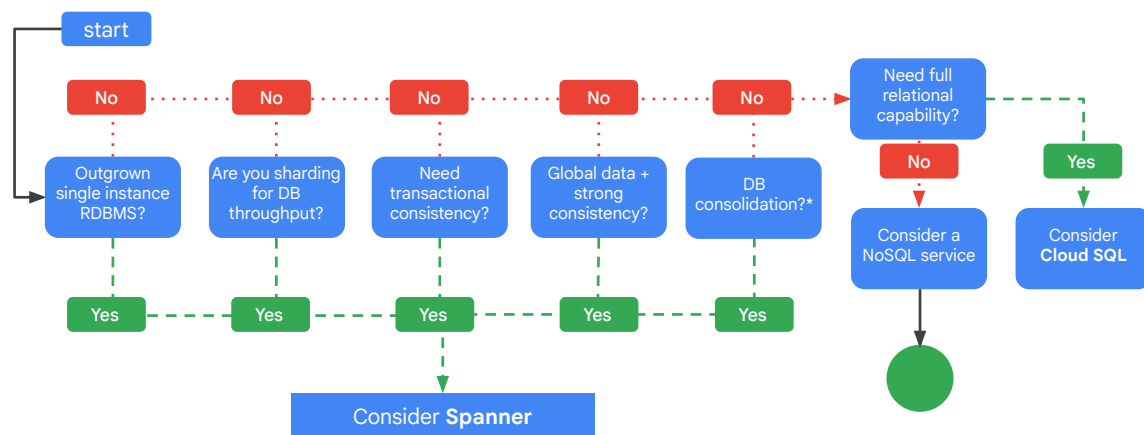 start
No
No
No
No
No
Need full
relational
capability?
Outgrown
single instance
RDBMS?
Are you sharding
for DB
throughput?
Need
transactional
consistency?
Global data +
strong
consistency?
DB
consolidation?*
No
Yes
Consider a
NoSQL service
Consider
Cloud SQL
Yes
Yes
Yes
Yes
Yes
Consider Spanner